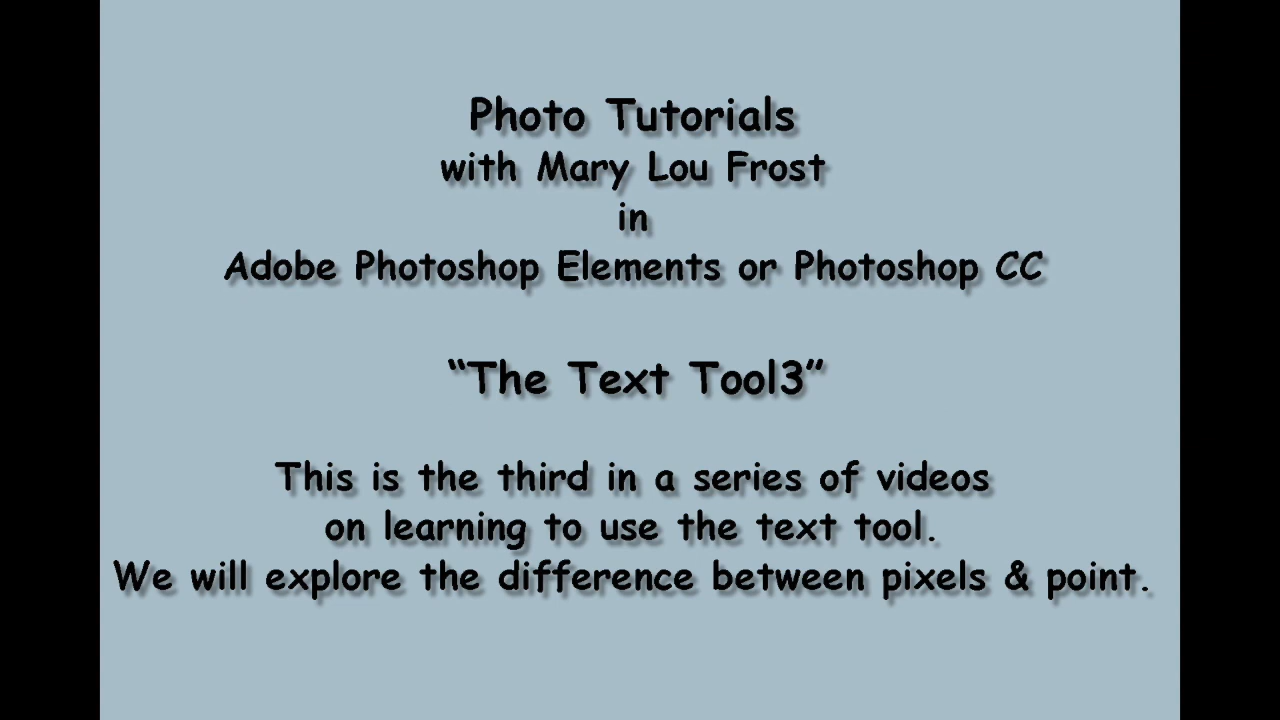 Photo Tutorials
with Mary Lou Frost
in
Adobe Photoshop Elements or Photoshop CC
“The Text Tool3”
This is the third in a series of videos
on learning to use the text tool.
We will explore the difference between pixels & point.